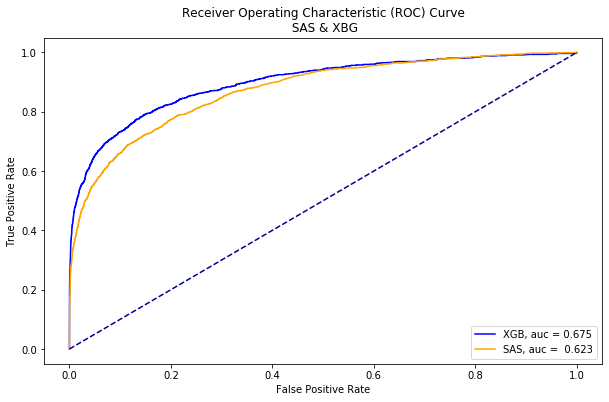 Receiver Operating Characteristic (ROC) Curve
SAS & XBG
1.0
0.8
0.6
0.4
0.2
0.0
True Positive Rate
0.0 0.2 0.4 0.6 0.8 1.0
False Positive Rate
XGB, auc = 0.675
SAS, auc =  0.623